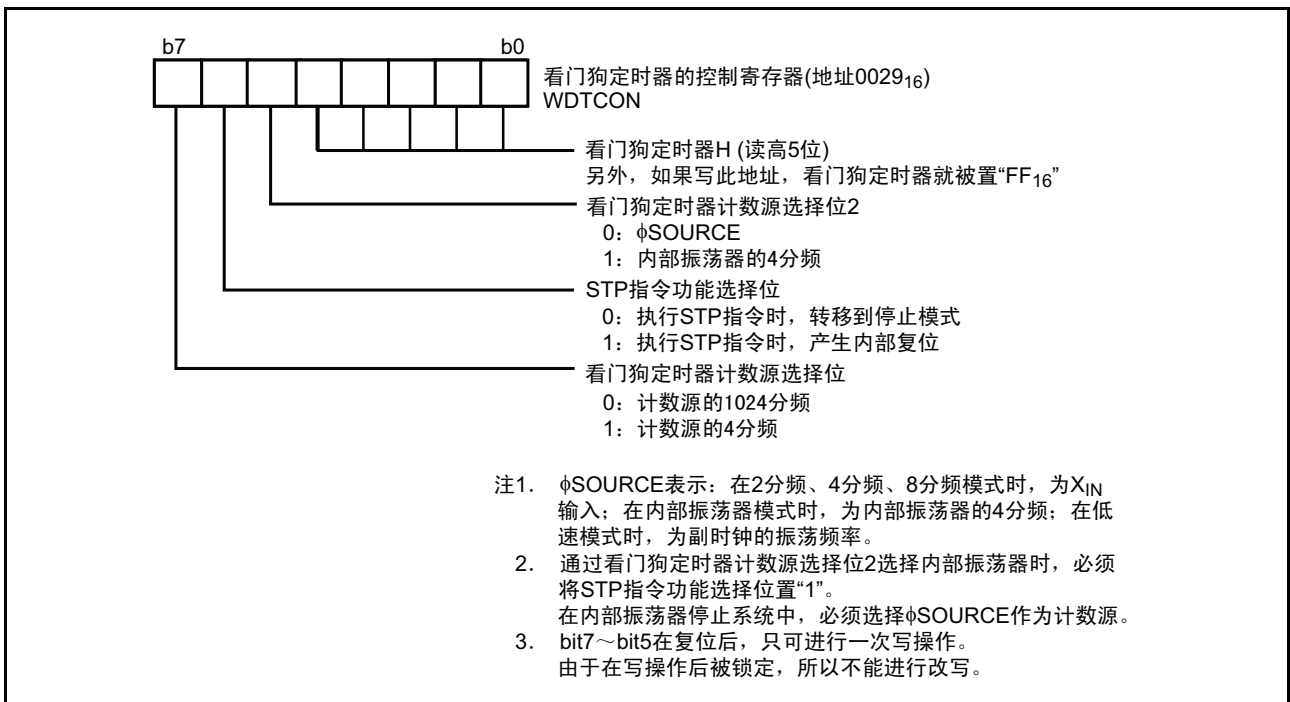 b7 b0
看门狗定时器的控制寄存器(地址0029₁₆)
WDTCON
看门狗定时器H (读高5位)
另外，如果写此地址，看门狗定时器就被置“FF₁₆”
看门狗定时器计数源选择位2
0：ϕSOURCE
1：内部振荡器的4分频
STP指令功能选择位
0：执行STP指令时，转移到停止模式
1：执行STP指令时，产生内部复位
看门狗定时器计数源选择位
0：计数源的1024分频
1：计数源的4分频
注1. ϕSOURCE表示：在2分频、4分频、8分频模式时，为X_IN
输入；在内部振荡器模式时，为内部振荡器的4分频；在低
速模式时，为副时钟的振荡频率。
2. 通过看门狗定时器计数源选择位2选择内部振荡器时，必须
将STP指令功能选择位置“1”。
在内部振荡器停止系统中，必须选择ϕSOURCE作为计数源。
3. bit7～bit5在复位后，只可进行一次写操作。
由于在写操作后被锁定，所以不能进行改写。